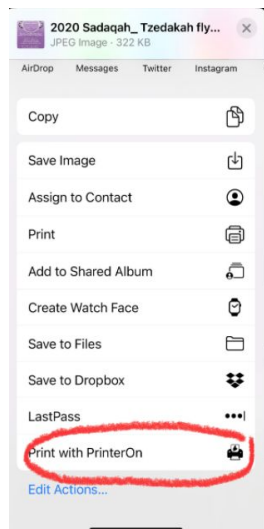 2020 Sadaqah_ Tzedakah fly...
JPEG Image · 322 KB
AirDrop Messages Twitter Instagram
Copy
Save Image
Assign to Contact
Print
Add to Shared Album
Create Watch Face
Save to Files
Save to Dropbox
LastPass
Print with PrinterOn
Edit Actions...